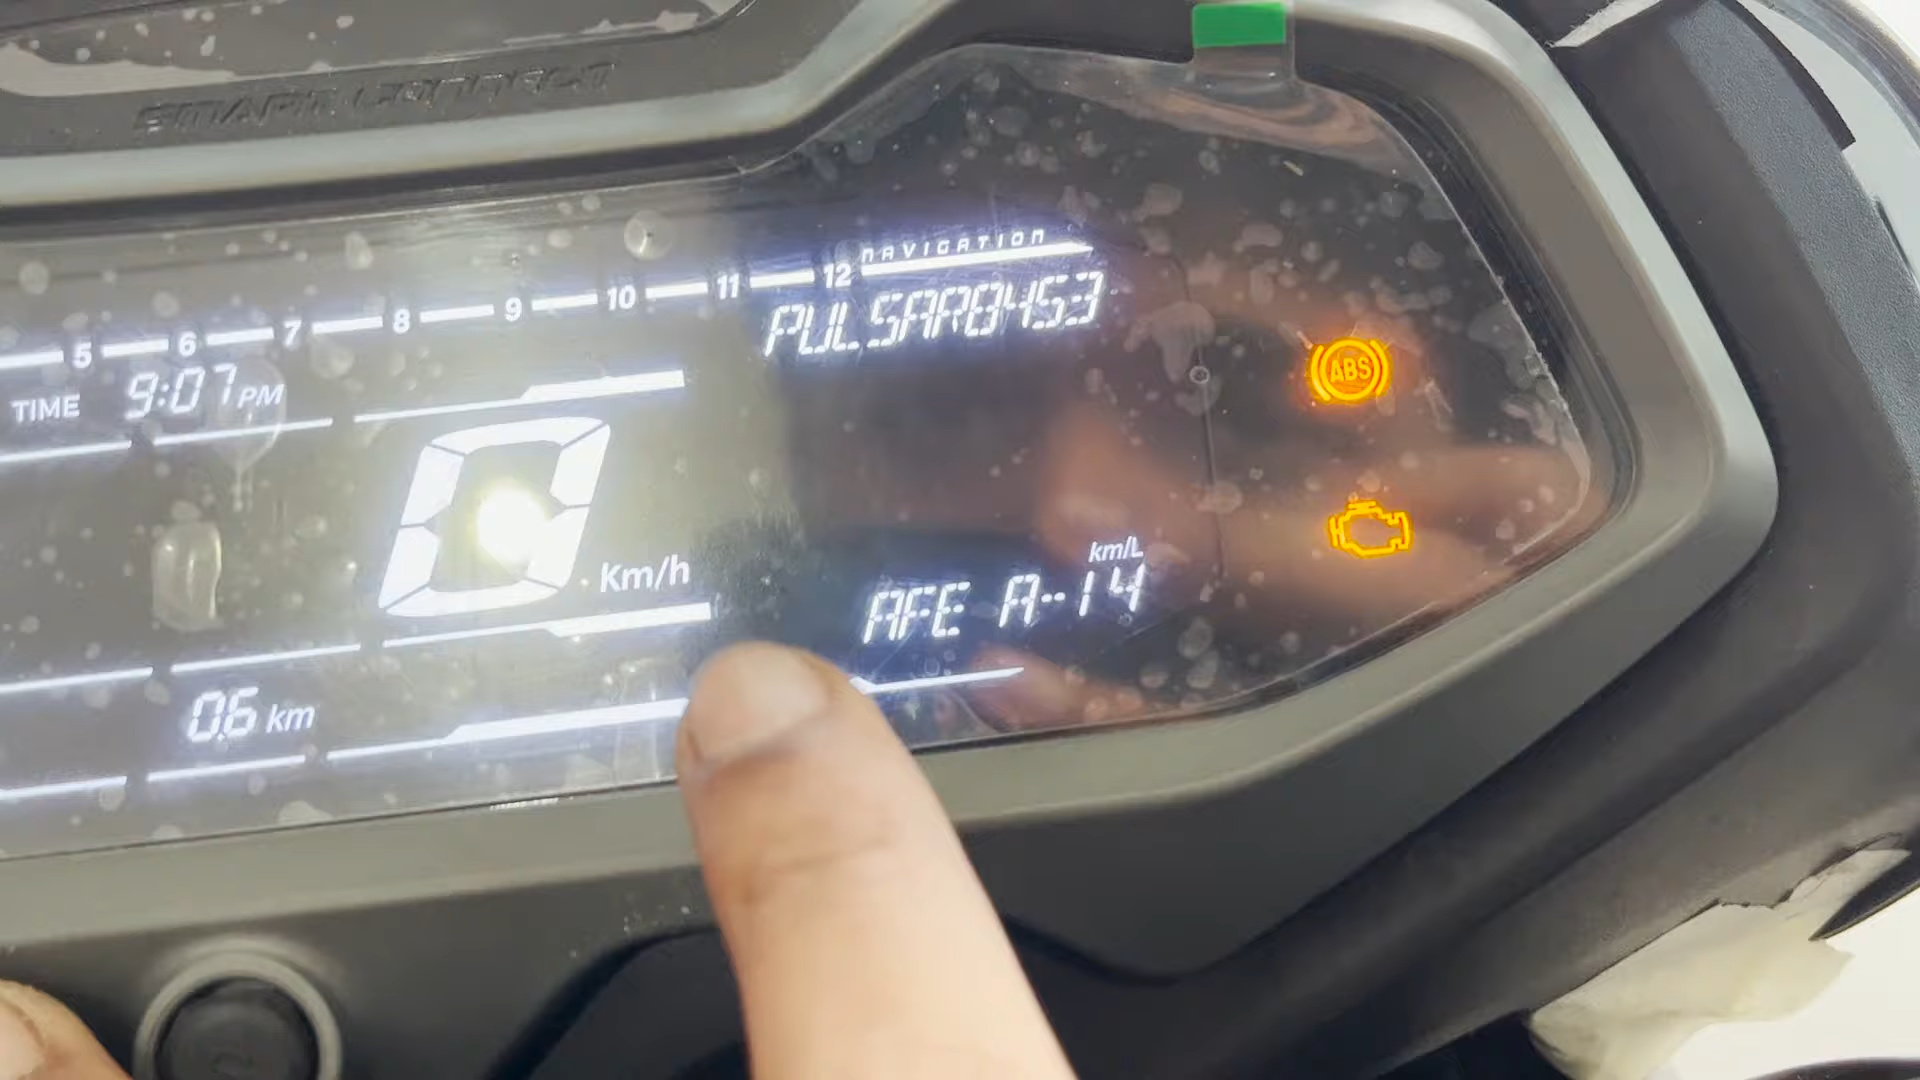 SMART CONNECT
NAVIGATION
5 6 7 8 9 10 11 12
PULSAR8453
TIME 9:07 PM
ABS
0 Km/h
km/L
AFE A--14
0.6 km